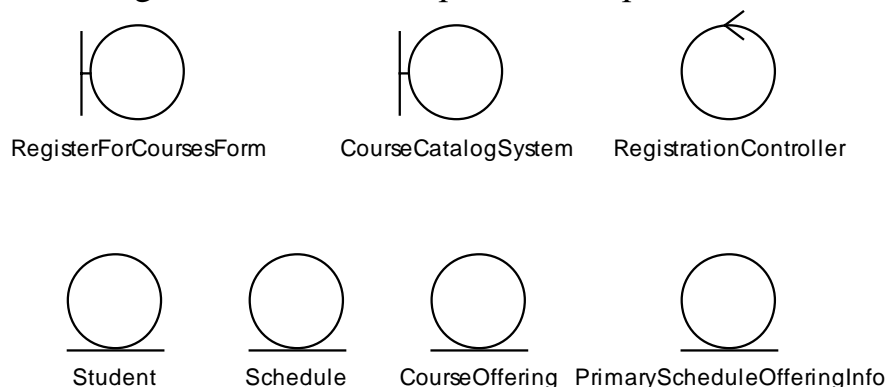 RegisterForCoursesForm CourseCatalogSystem RegistrationController
Student Schedule CourseOffering PrimaryScheduleOfferingInfo